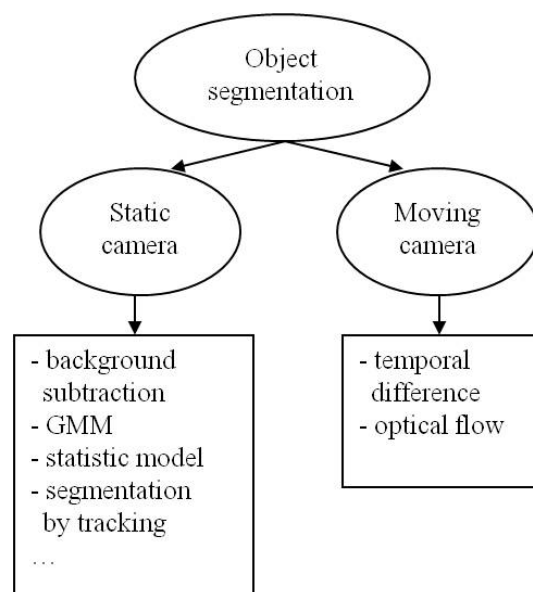 Object
segmentation
Static
camera
Moving
camera
- background
subtraction
- GMM
- statistic model
- segmentation
by tracking
...
- temporal
difference
- optical flow